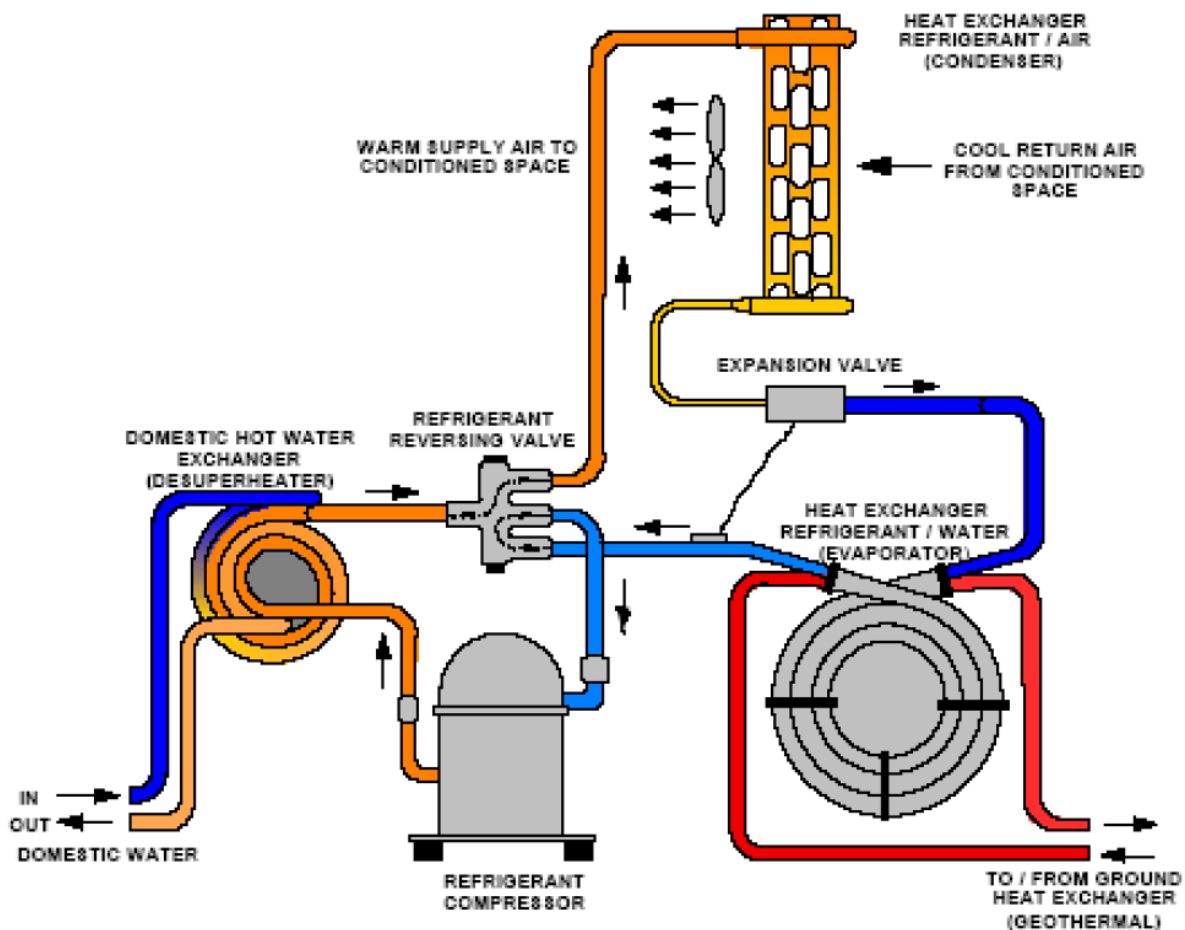 HEAT EXCHANGER
REFRIGERANT / AIR
(CONDENSER)
WARM SUPPLY AIR TO
CONDITIONED SPACE
COOL RETURN AIR
FROM CONDITIONED
SPACE
EXPANSION VALVE
REFRIGERANT
REVERSING VALVE
DOMESTIC HOT WATER
EXCHANGER
(DESUPERHEATER)
HEAT EXCHANGER
REFRIGERANT / WATER
(EVAPORATOR)
IN
OUT
DOMESTIC WATER
REFRIGERANT
COMPRESSOR
TO / FROM GROUND
HEAT EXCHANGER
(GEOTHERMAL)